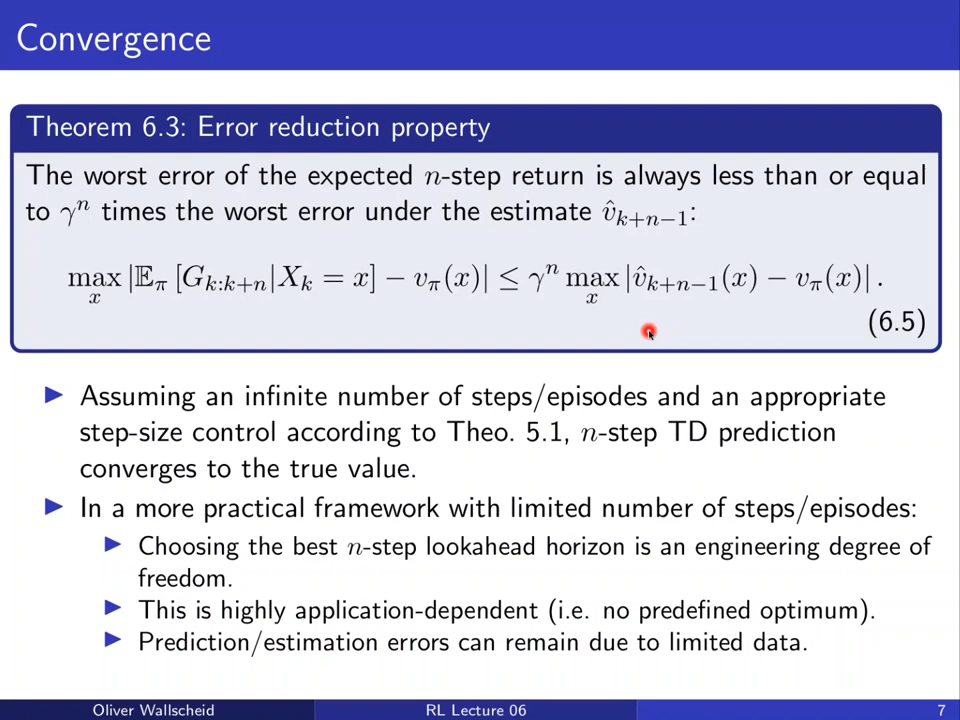 Convergence
Theorem 6.3: Error reduction property
The worst error of the expected n-step return is always less than or equal
to γⁿ times the worst error under the estimate v̂ₖ₊ₙ₋₁:
max_x |𝔼_π [G_{k:k+n}|X_k = x] − v_π(x)| ≤ γⁿ max_x |v̂_{k+n−1}(x) − v_π(x)| .
(6.5)
▶ Assuming an infinite number of steps/episodes and an appropriate
step-size control according to Theo. 5.1, n-step TD prediction
converges to the true value.
▶ In a more practical framework with limited number of steps/episodes:
▶ Choosing the best n-step lookahead horizon is an engineering degree of
freedom.
▶ This is highly application-dependent (i.e. no predefined optimum).
▶ Prediction/estimation errors can remain due to limited data.
Oliver Wallscheid RL Lecture 06 7